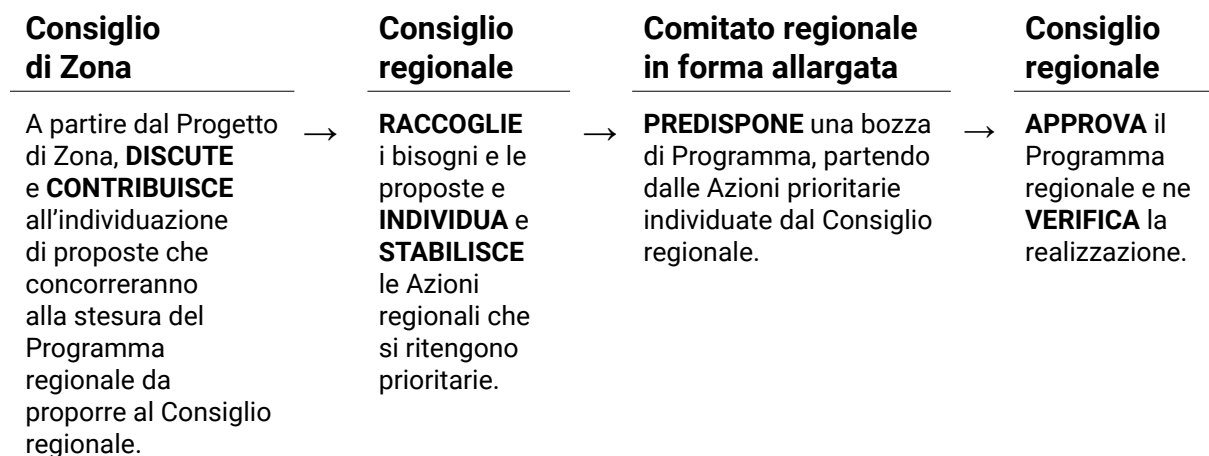 Consiglio
di Zona
A partire dal Progetto
di Zona, DISCUTE
e CONTRIBUISCE
all’individuazione
di proposte che
concorreranno
alla stesura del
Programma
regionale da
proporre al Consiglio
regionale.
→
Consiglio
regionale
RACCOGLIE
i bisogni e le
proposte e
INDIVIDUA e
STABILISCE
le Azioni
regionali che
si ritengono
prioritarie.
→
Comitato regionale
in forma allargata
PREDISPONE una bozza
di Programma, partendo
dalle Azioni prioritarie
individuate dal Consiglio
regionale.
→
Consiglio
regionale
APPROVA il
Programma
regionale e ne
VERIFICA la
realizzazione.